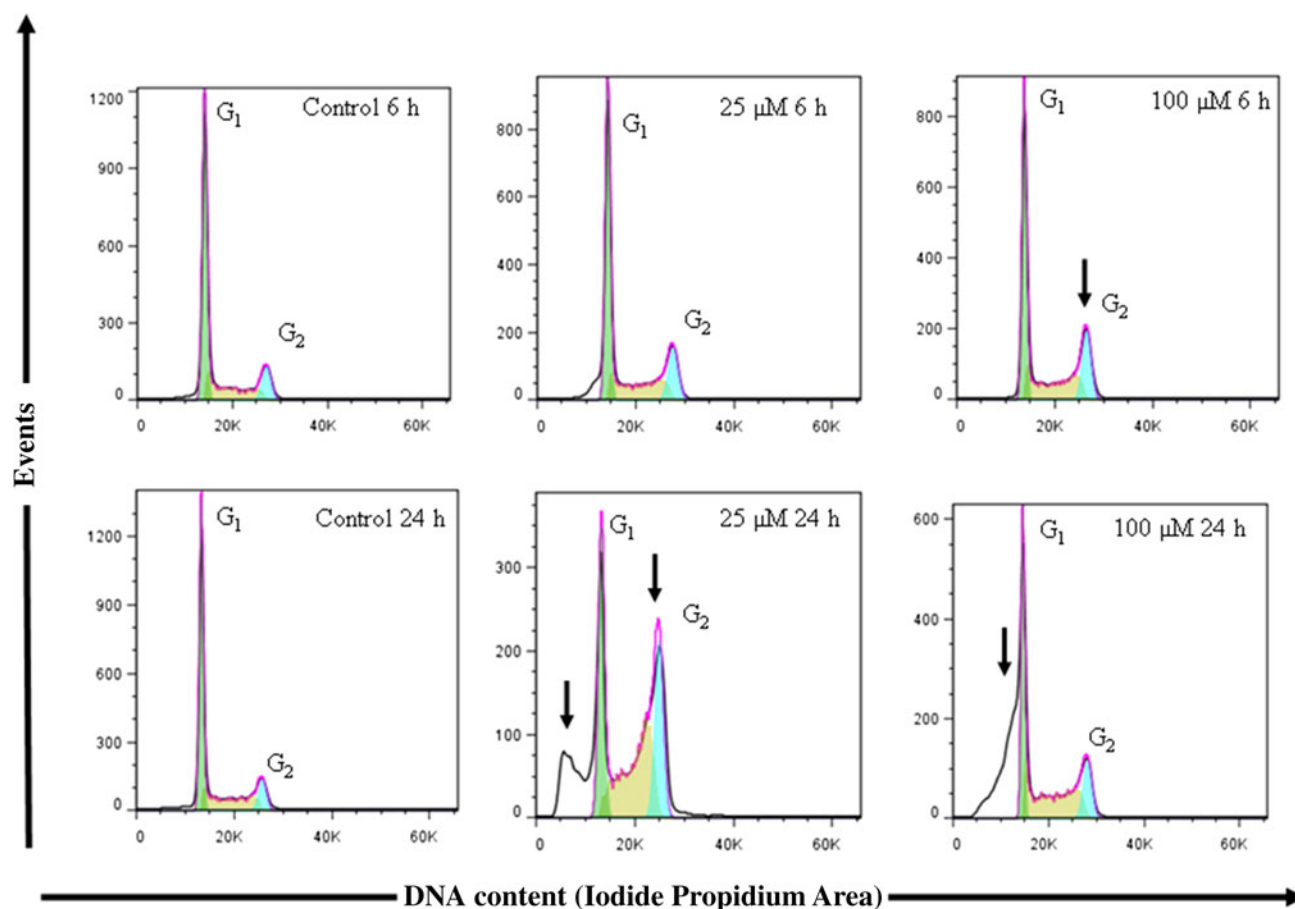 Events
Control 6 h
G₁
G₂
1200
900
600
300
0
0 20K 40K 60K
25 µM 6 h
G₁
G₂
800
600
400
200
0
0 20K 40K 60K
100 µM 6 h
G₁
G₂
800
600
400
200
0
0 20K 40K 60K
Control 24 h
G₁
G₂
1200
900
600
300
0
0 20K 40K 60K
25 µM 24 h
G₁
G₂
300
200
100
0
0 20K 40K 60K
100 µM 24 h
G₁
G₂
600
400
200
0
0 20K 40K 60K
DNA content (Iodide Propidium Area)